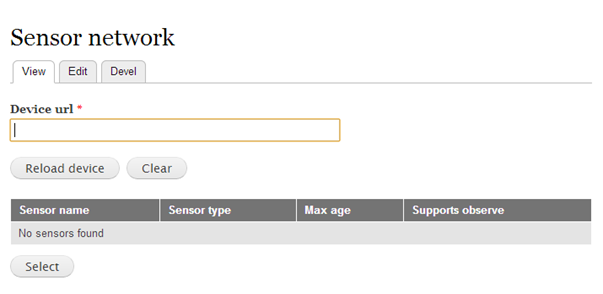 Sensor network
View Edit Devel
Device url *
Reload device Clear
Sensor name Sensor type Max age Supports observe
No sensors found
Select